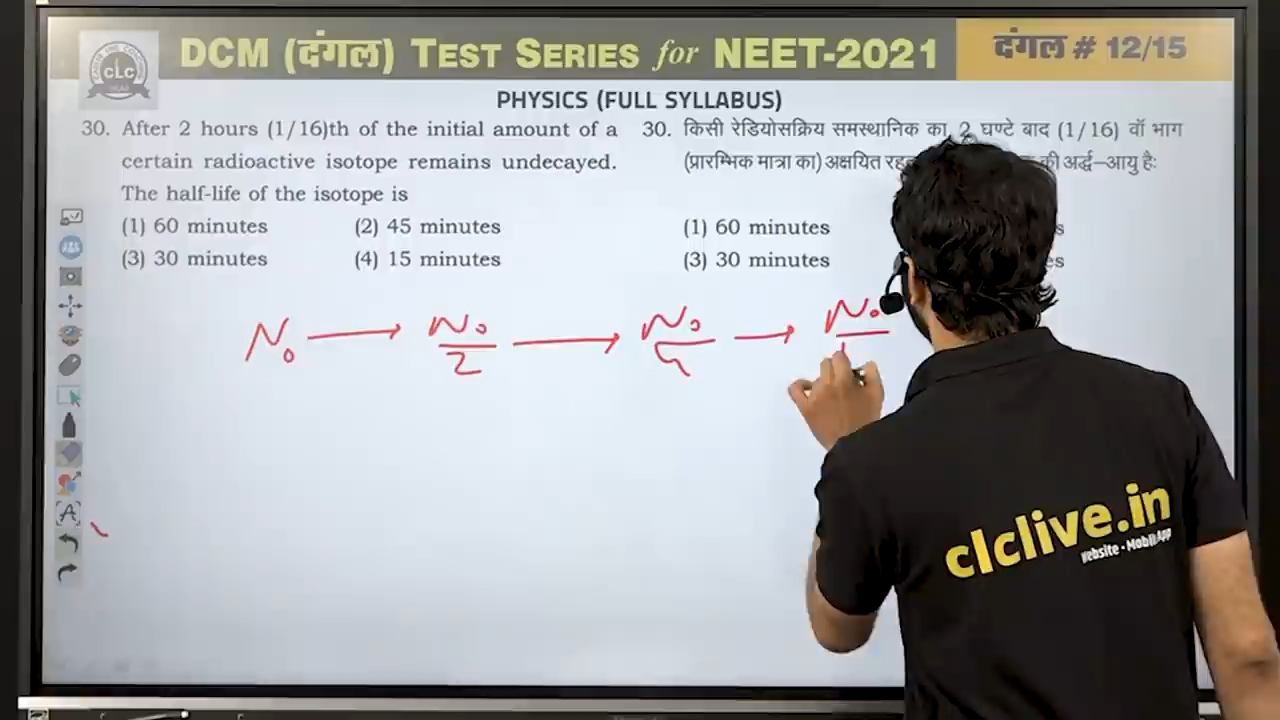 DCM (दंगल) TEST SERIES for NEET-2021
दंगल # 12/15
CLC
PHYSICS (FULL SYLLABUS)
30. After 2 hours (1/16)th of the initial amount of a
certain radioactive isotope remains undecayed.
The half-life of the isotope is
(1) 60 minutes (2) 45 minutes
(3) 30 minutes (4) 15 minutes
30. किसी रेडियोसक्रिय समस्थानिक का 2 घण्टे बाद (1/16) वॉ भाग
(प्रारम्भिक मात्रा का) अक्षयित की अर्द्ध–आयु हैः
(1) 60 minutes
(3) 30 minutes
N₀ → N₀/2 → N₀/4 → N₀
clclive.in
Website - Mobile App